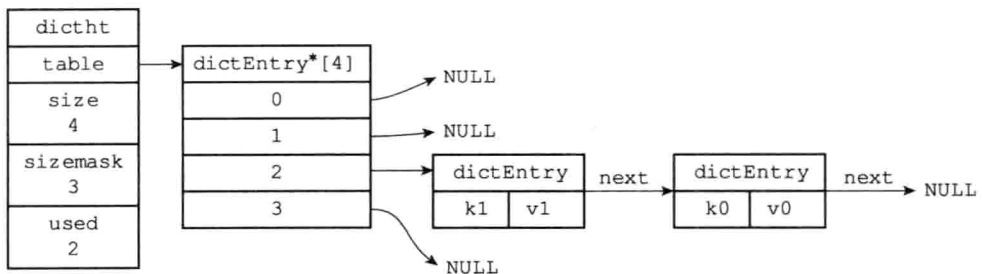 dictht
table
size
4
sizemask
3
used
2
dictEntry*[4]
0
1
2
3
NULL
NULL
dictEntry
k1 v1
next
dictEntry
k0 v0
next
NULL
NULL